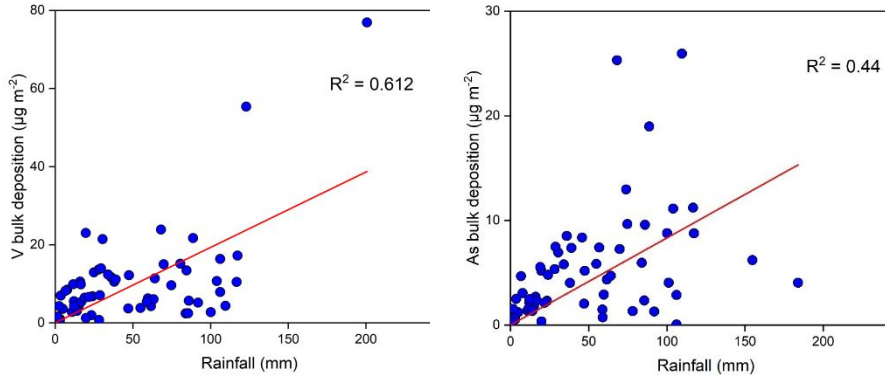 80
60
40
20
0
V bulk deposition (µg m-2)
R² = 0.612
0 50 100 150 200
Rainfall (mm)
30
20
10
0
As bulk deposition (µg m-2)
R² = 0.44
0 50 100 150 200
Rainfall (mm)